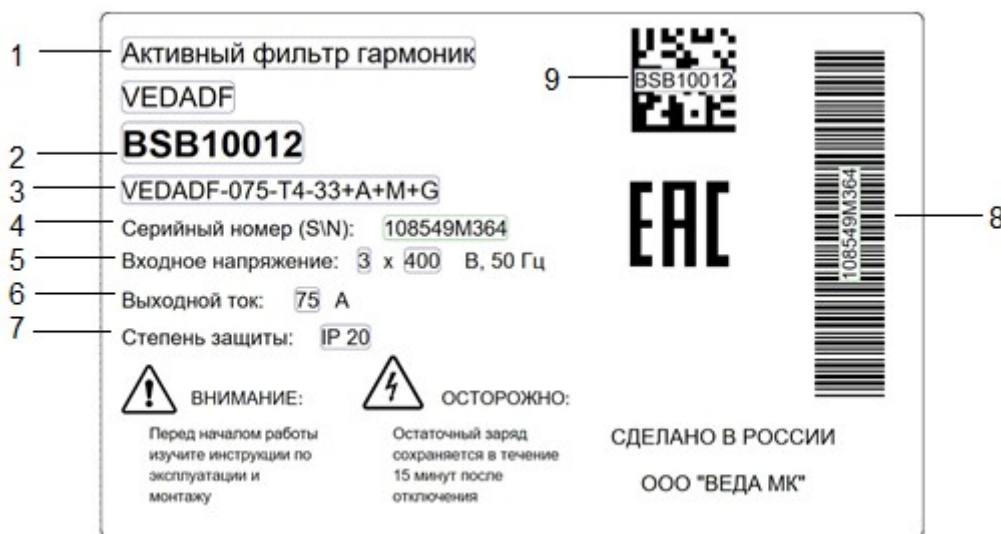 1 Активный фильтр гармоник
VEDADF
2 BSB10012
3 VEDADF-075-T4-33+A+M+G
4 Серийный номер (S\N): 108549M364
5 Входное напряжение: 3 x 400 В, 50 Гц
6 Выходной ток: 75 А
7 Степень защиты: IP 20
ВНИМАНИЕ:
Перед началом работы
изучите инструкции по
эксплуатации и
монтажу
ОСТОРОЖНО:
Остаточный заряд
сохраняется в течение
15 минут после
отключения
9 BSB10012
EAC
108549M364 8
СДЕЛАНО В РОССИИ
ООО "ВЕДА МК"